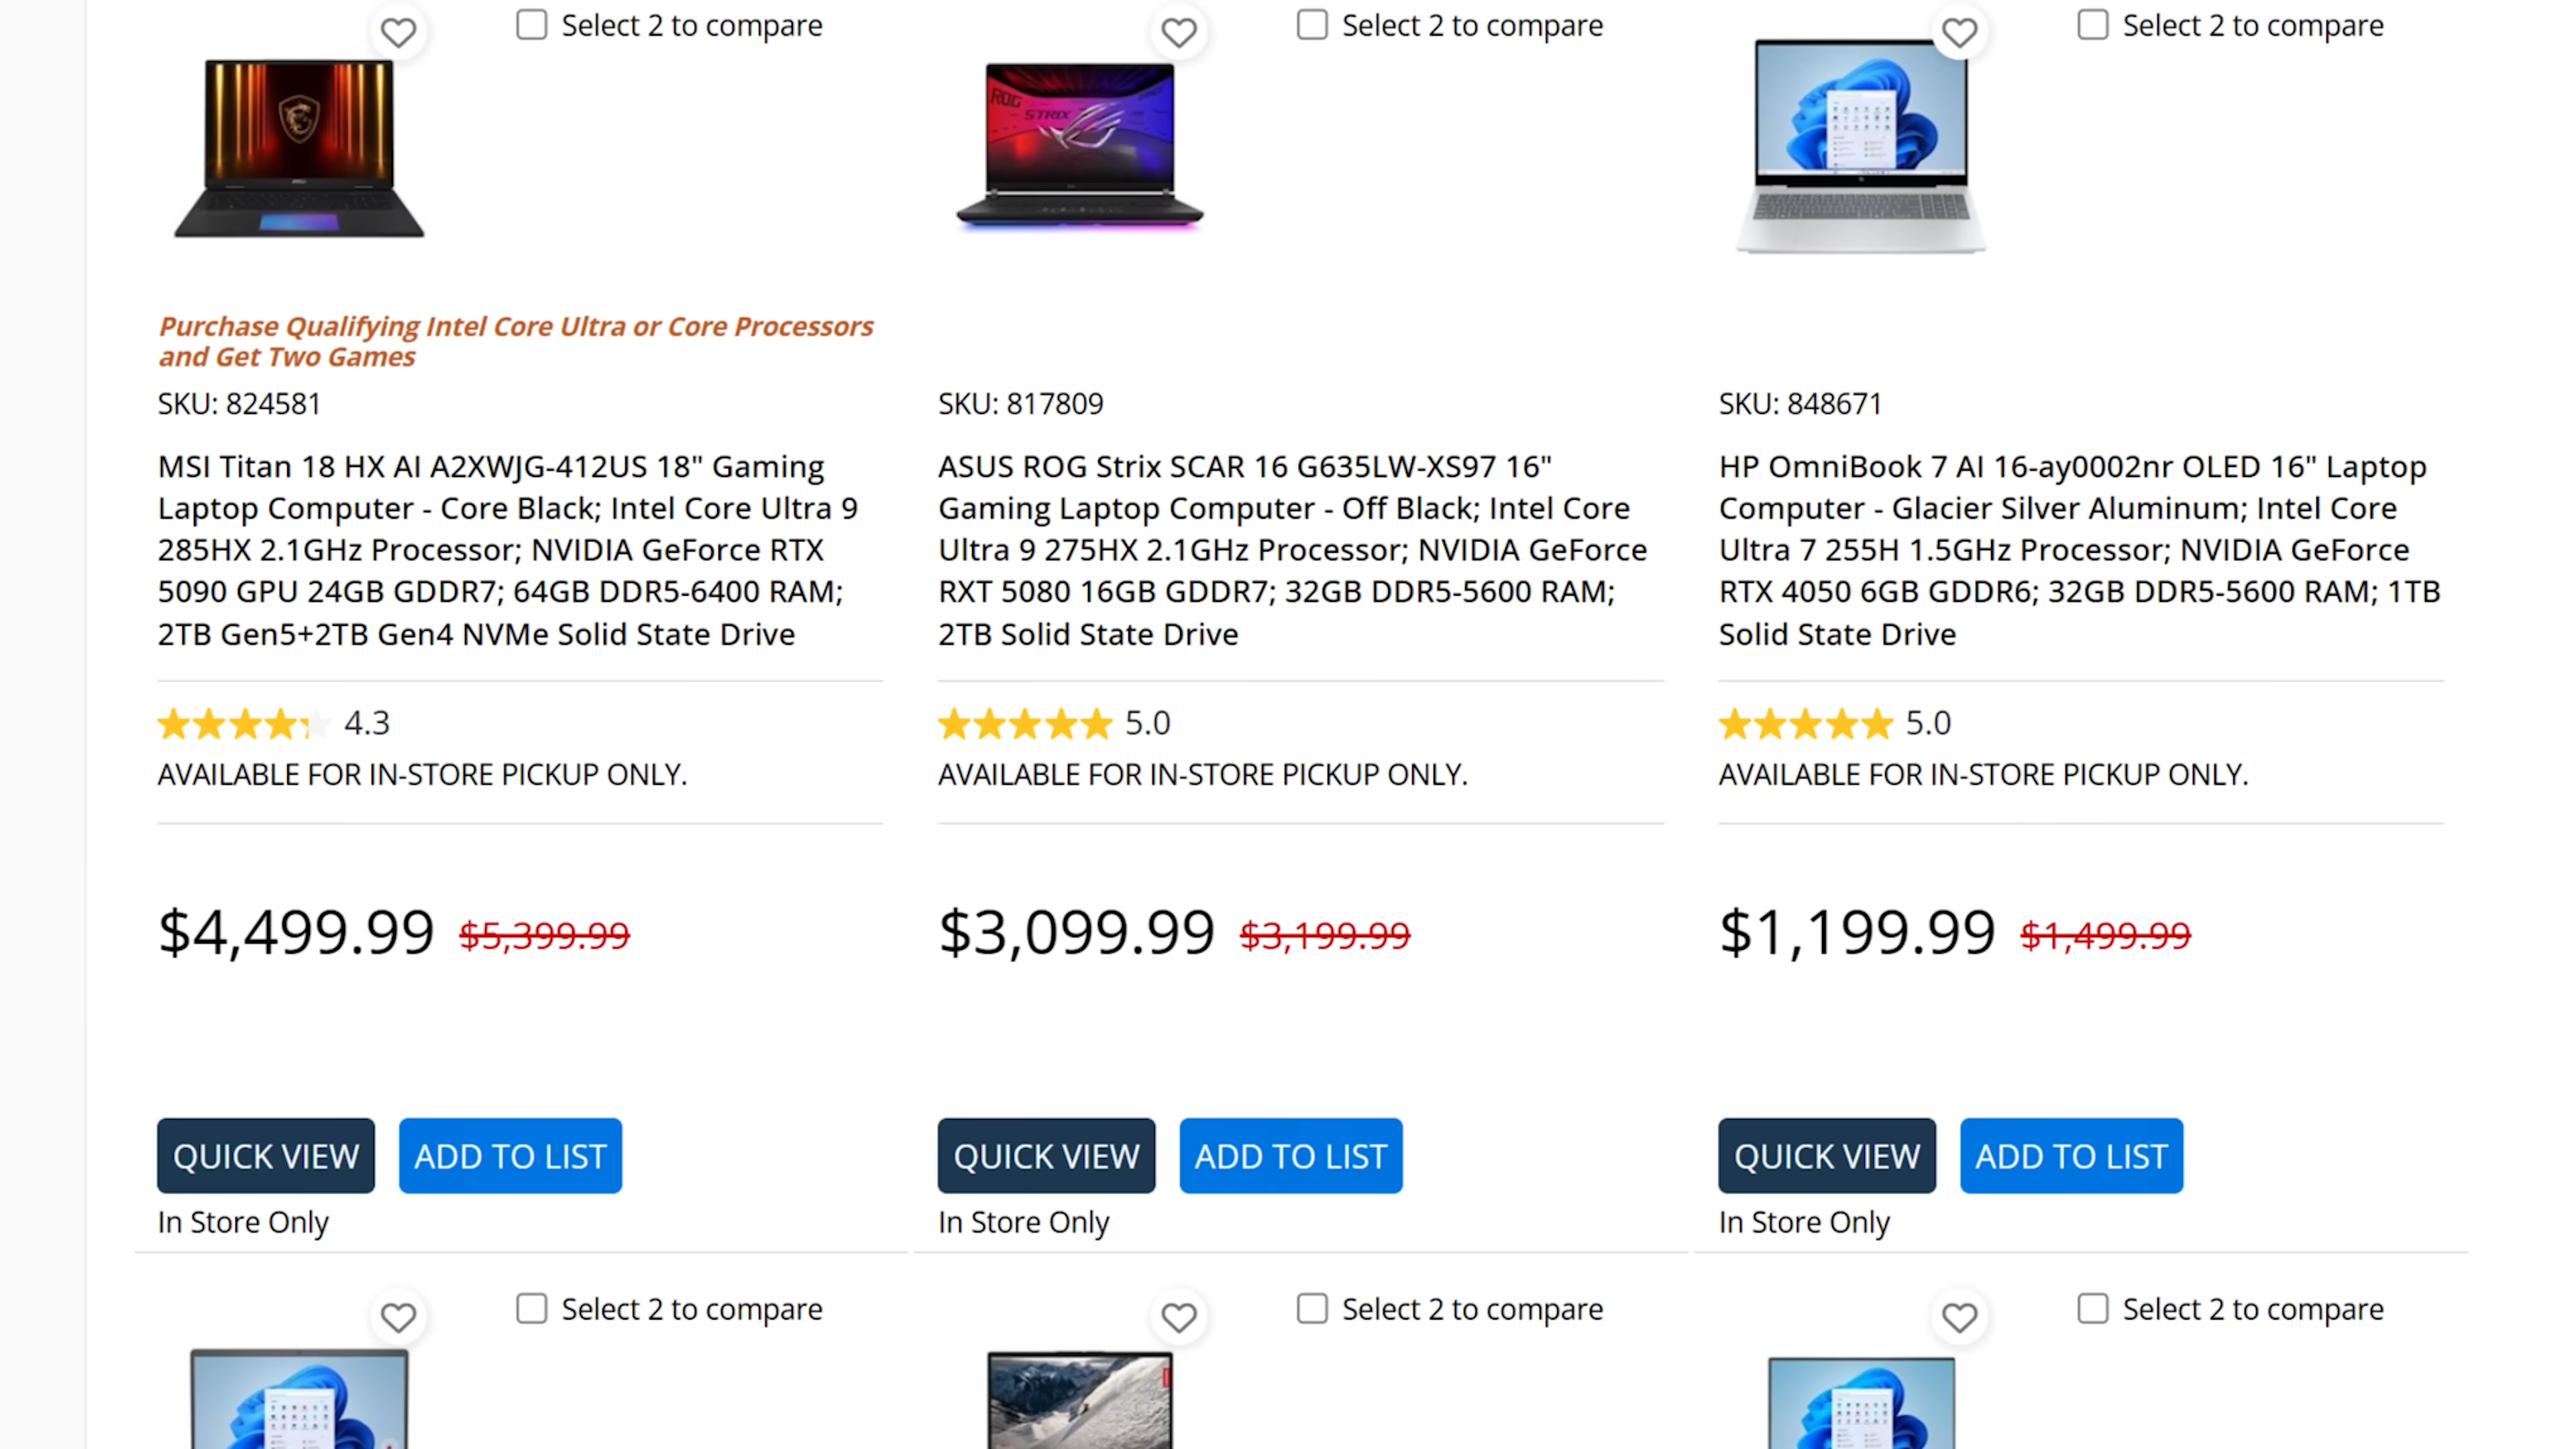 Select 2 to compare
Select 2 to compare
Select 2 to compare
ROG
STRIX
Purchase Qualifying Intel Core Ultra or Core Processors
and Get Two Games
SKU: 824581
MSI Titan 18 HX AI A2XWJG-412US 18" Gaming
Laptop Computer - Core Black; Intel Core Ultra 9
285HX 2.1GHz Processor; NVIDIA GeForce RTX
5090 GPU 24GB GDDR7; 64GB DDR5-6400 RAM;
2TB Gen5+2TB Gen4 NVMe Solid State Drive
4.3
AVAILABLE FOR IN-STORE PICKUP ONLY.
$4,499.99 $5,399.99
QUICK VIEW ADD TO LIST
In Store Only
SKU: 817809
ASUS ROG Strix SCAR 16 G635LW-XS97 16"
Gaming Laptop Computer - Off Black; Intel Core
Ultra 9 275HX 2.1GHz Processor; NVIDIA GeForce
RXT 5080 16GB GDDR7; 32GB DDR5-5600 RAM;
2TB Solid State Drive
5.0
AVAILABLE FOR IN-STORE PICKUP ONLY.
$3,099.99 $3,199.99
QUICK VIEW ADD TO LIST
In Store Only
SKU: 848671
HP OmniBook 7 AI 16-ay0002nr OLED 16" Laptop
Computer - Glacier Silver Aluminum; Intel Core
Ultra 7 255H 1.5GHz Processor; NVIDIA GeForce
RTX 4050 6GB GDDR6; 32GB DDR5-5600 RAM; 1TB
Solid State Drive
5.0
AVAILABLE FOR IN-STORE PICKUP ONLY.
$1,199.99 $1,499.99
QUICK VIEW ADD TO LIST
In Store Only
Select 2 to compare
Select 2 to compare
Select 2 to compare